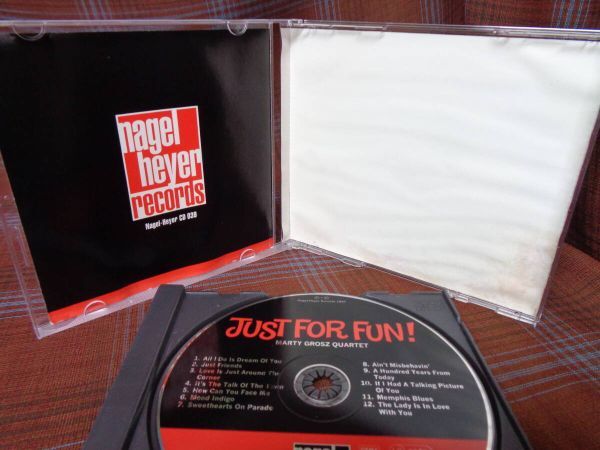 nagel
heyer
records
Nagel-Heyer CD 038
JUST FOR FUN!
MARTY GROSZ QUARTET
1. All I Do Is Dream Of You
2. Just Friends
3. Love Is Just Around The
Corner
4. It's The Talk Of The Town
5. How Can You Face Me
6. Mood Indigo
7. Sweethearts On Parade
8. Ain't Misbehavin'
9. A Hundred Years From
Today
10. If I Had A Talking Picture
Of You
11. Memphis Blues
12. The Lady Is In Love
With You
nagel